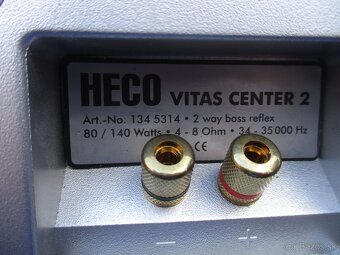 HECO VITAS CENTER 2
Art.-No. 134 5314 • 2 way bass reflex
80 / 140 Watts • 4 - 8 Ohm • 34 - 35 000 Hz
CE
- +